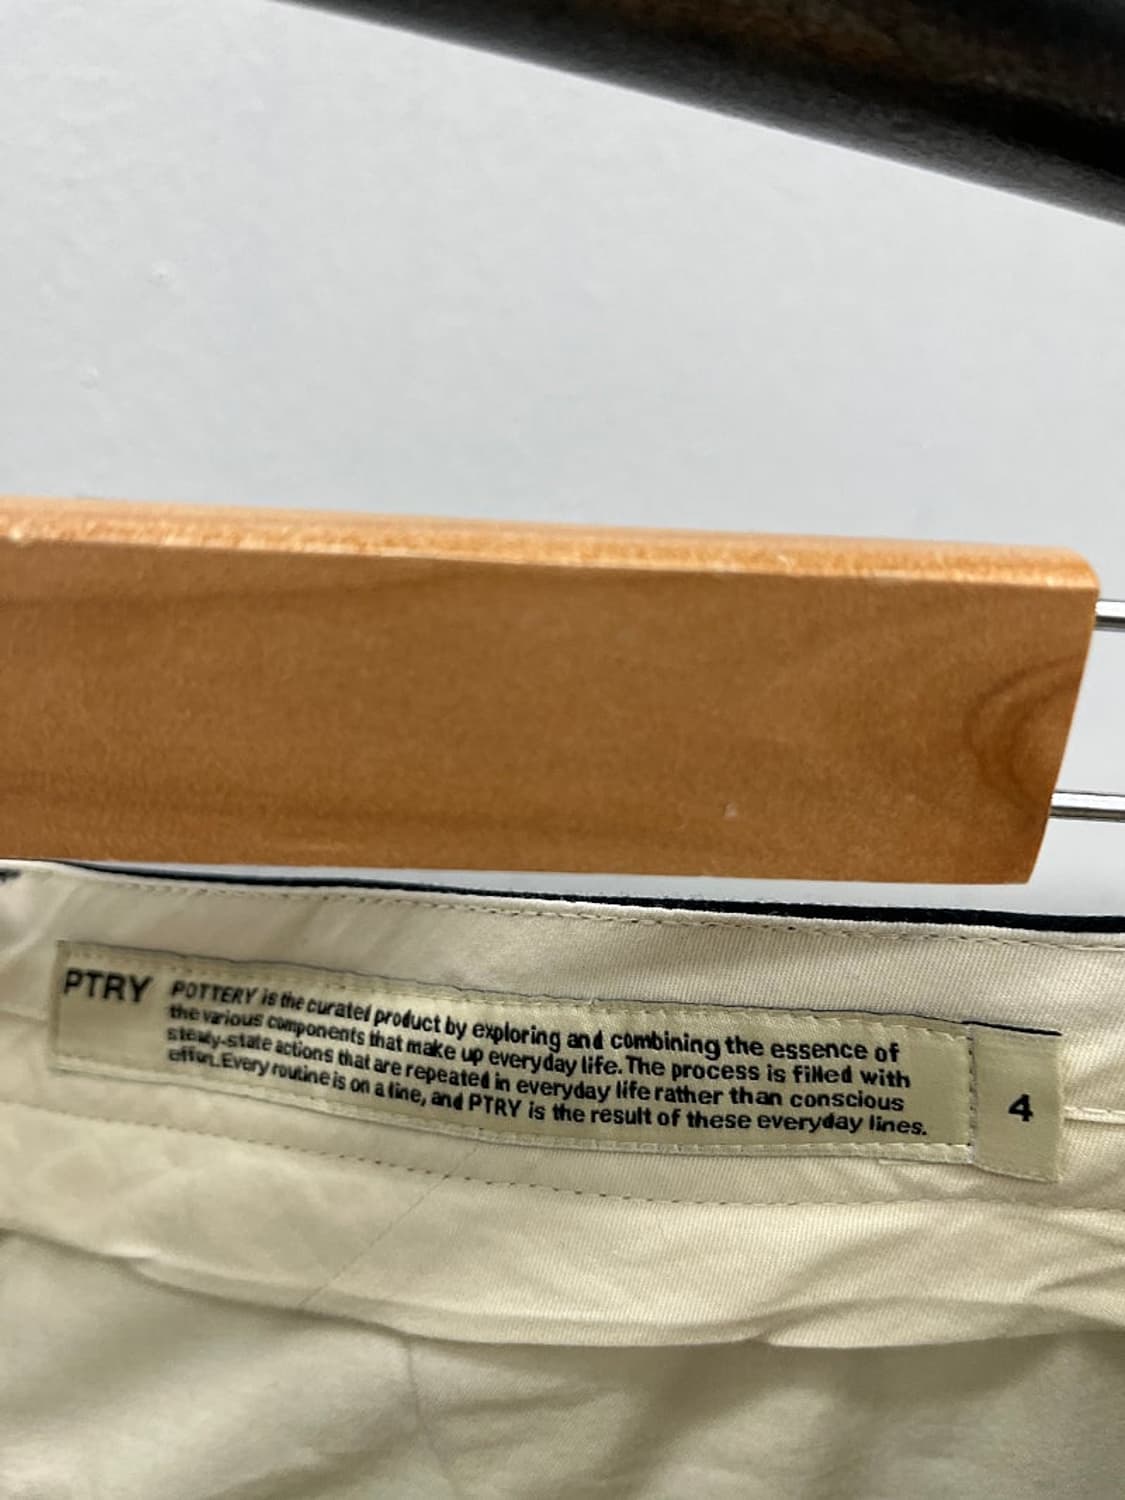 PTRY
POTTERY is the curated product by exploring and combining the essence of
the various components that make up everyday life. The process is filled with
steady-state actions that are repeated in everyday life rather than conscious
effort. Every routine is on a line, and PTRY is the result of these everyday lines.
4